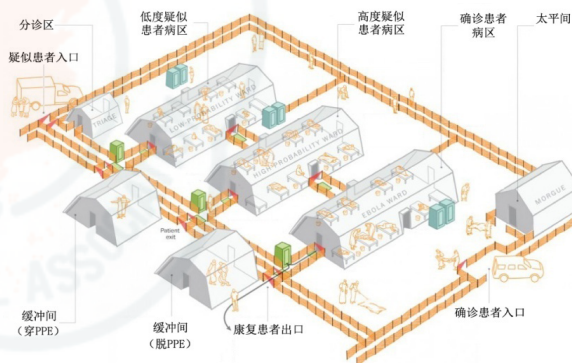 分诊区
低度疑似
患者病区
高度疑似
患者病区
确诊患者
病区
太平间
疑似患者入口
TRIAGE
LOW-PROBABILITY WARD
HIGH-PROBABILITY WARD
EBOLA WARD
MORGUE
Patient
exit
缓冲间
(穿PPE)
缓冲间
(脱PPE)
康复患者出口
确诊患者入口